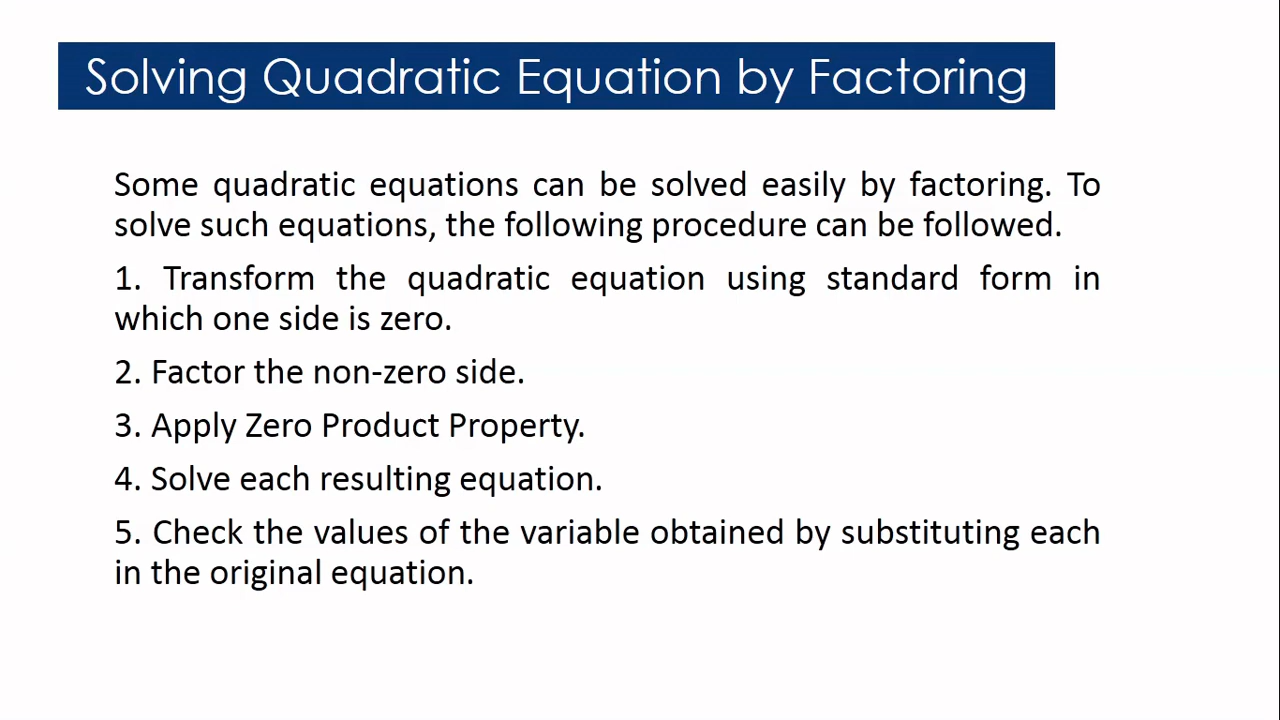 Solving Quadratic Equation by Factoring
Some quadratic equations can be solved easily by factoring. To
solve such equations, the following procedure can be followed.
1. Transform the quadratic equation using standard form in
which one side is zero.
2. Factor the non-zero side.
3. Apply Zero Product Property.
4. Solve each resulting equation.
5. Check the values of the variable obtained by substituting each
in the original equation.